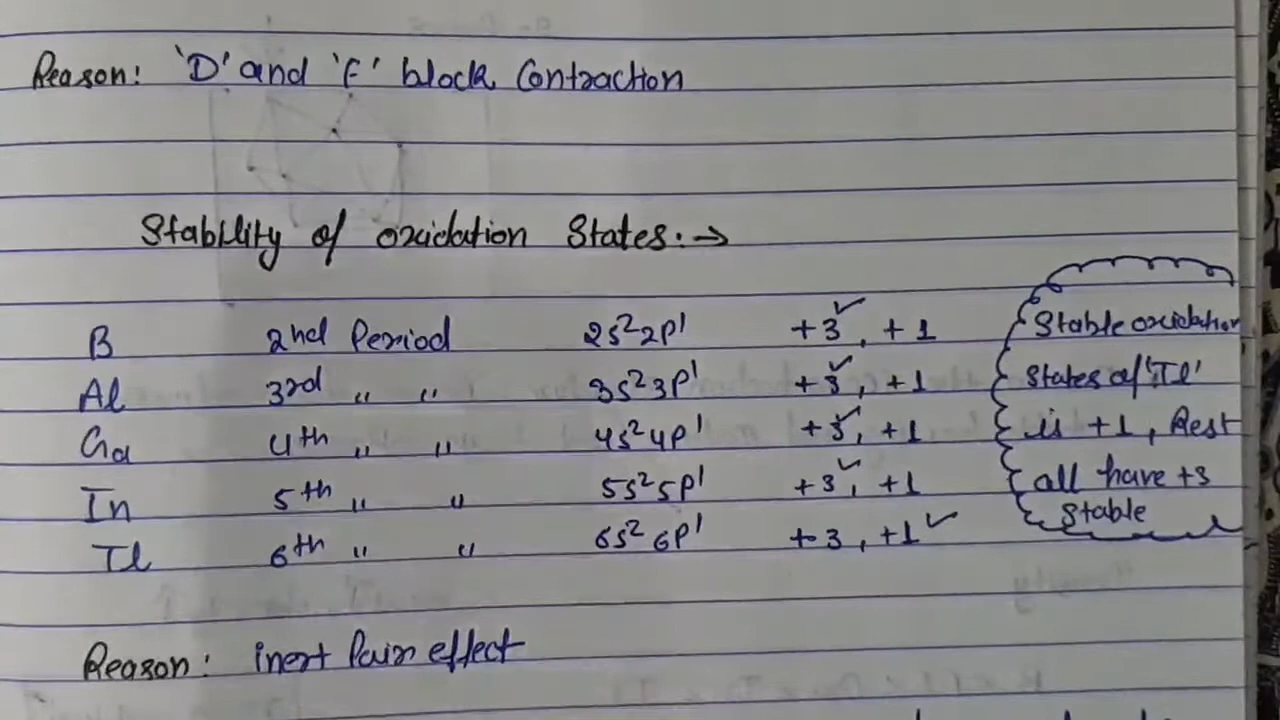 Reason: 'D' and 'F' block Contraction
Stability of oxidation States:→
B 2nd Period 2s²2p¹ +3✓, +1
Al 3rd " " 3s²3p¹ +3✓, +1
Ga 4th " " 4s²4p¹ +3✓, +1
In 5th " " 5s²5p¹ +3✓, +1
Tl 6th " " 6s²6p¹ +3, +1✓
Stable oxidation
States of 'Tl'
is +1, Rest
all have +3
Stable
Reason: inert Pair effect